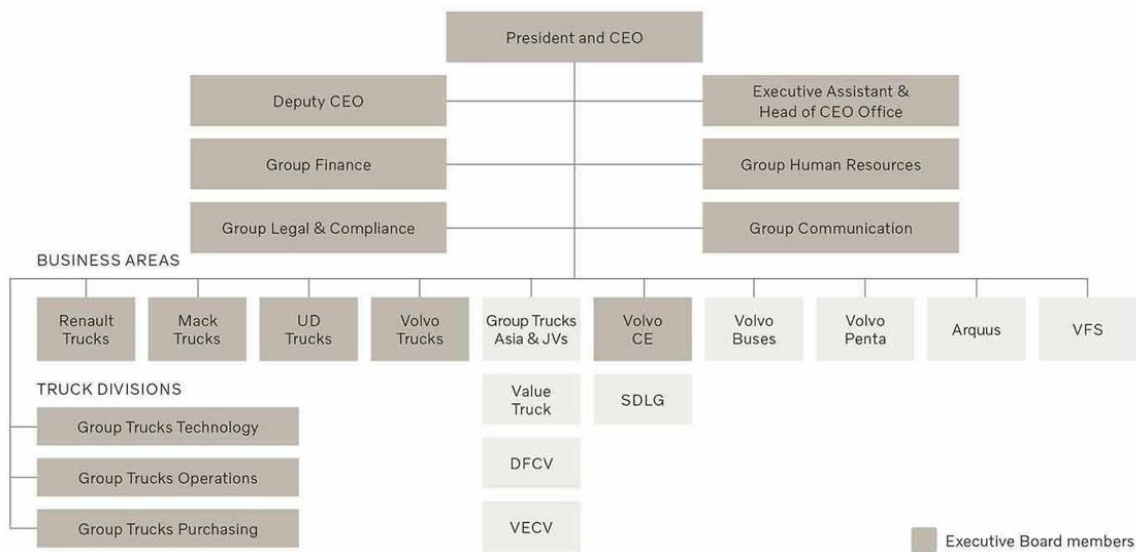 President and CEO
Deputy CEO
Executive Assistant &
Head of CEO Office
Group Finance
Group Human Resources
Group Legal & Compliance
Group Communication
BUSINESS AREAS
Renault
Trucks
Mack
Trucks
UD
Trucks
Volvo
Trucks
Group Trucks
Asia & JVs
Volvo
CE
Volvo
Buses
Volvo
Penta
Arquus
VFS
TRUCK DIVISIONS
Value
Truck
SDLG
Group Trucks Technology
DFCV
Group Trucks Operations
VECV
Group Trucks Purchasing
Executive Board members